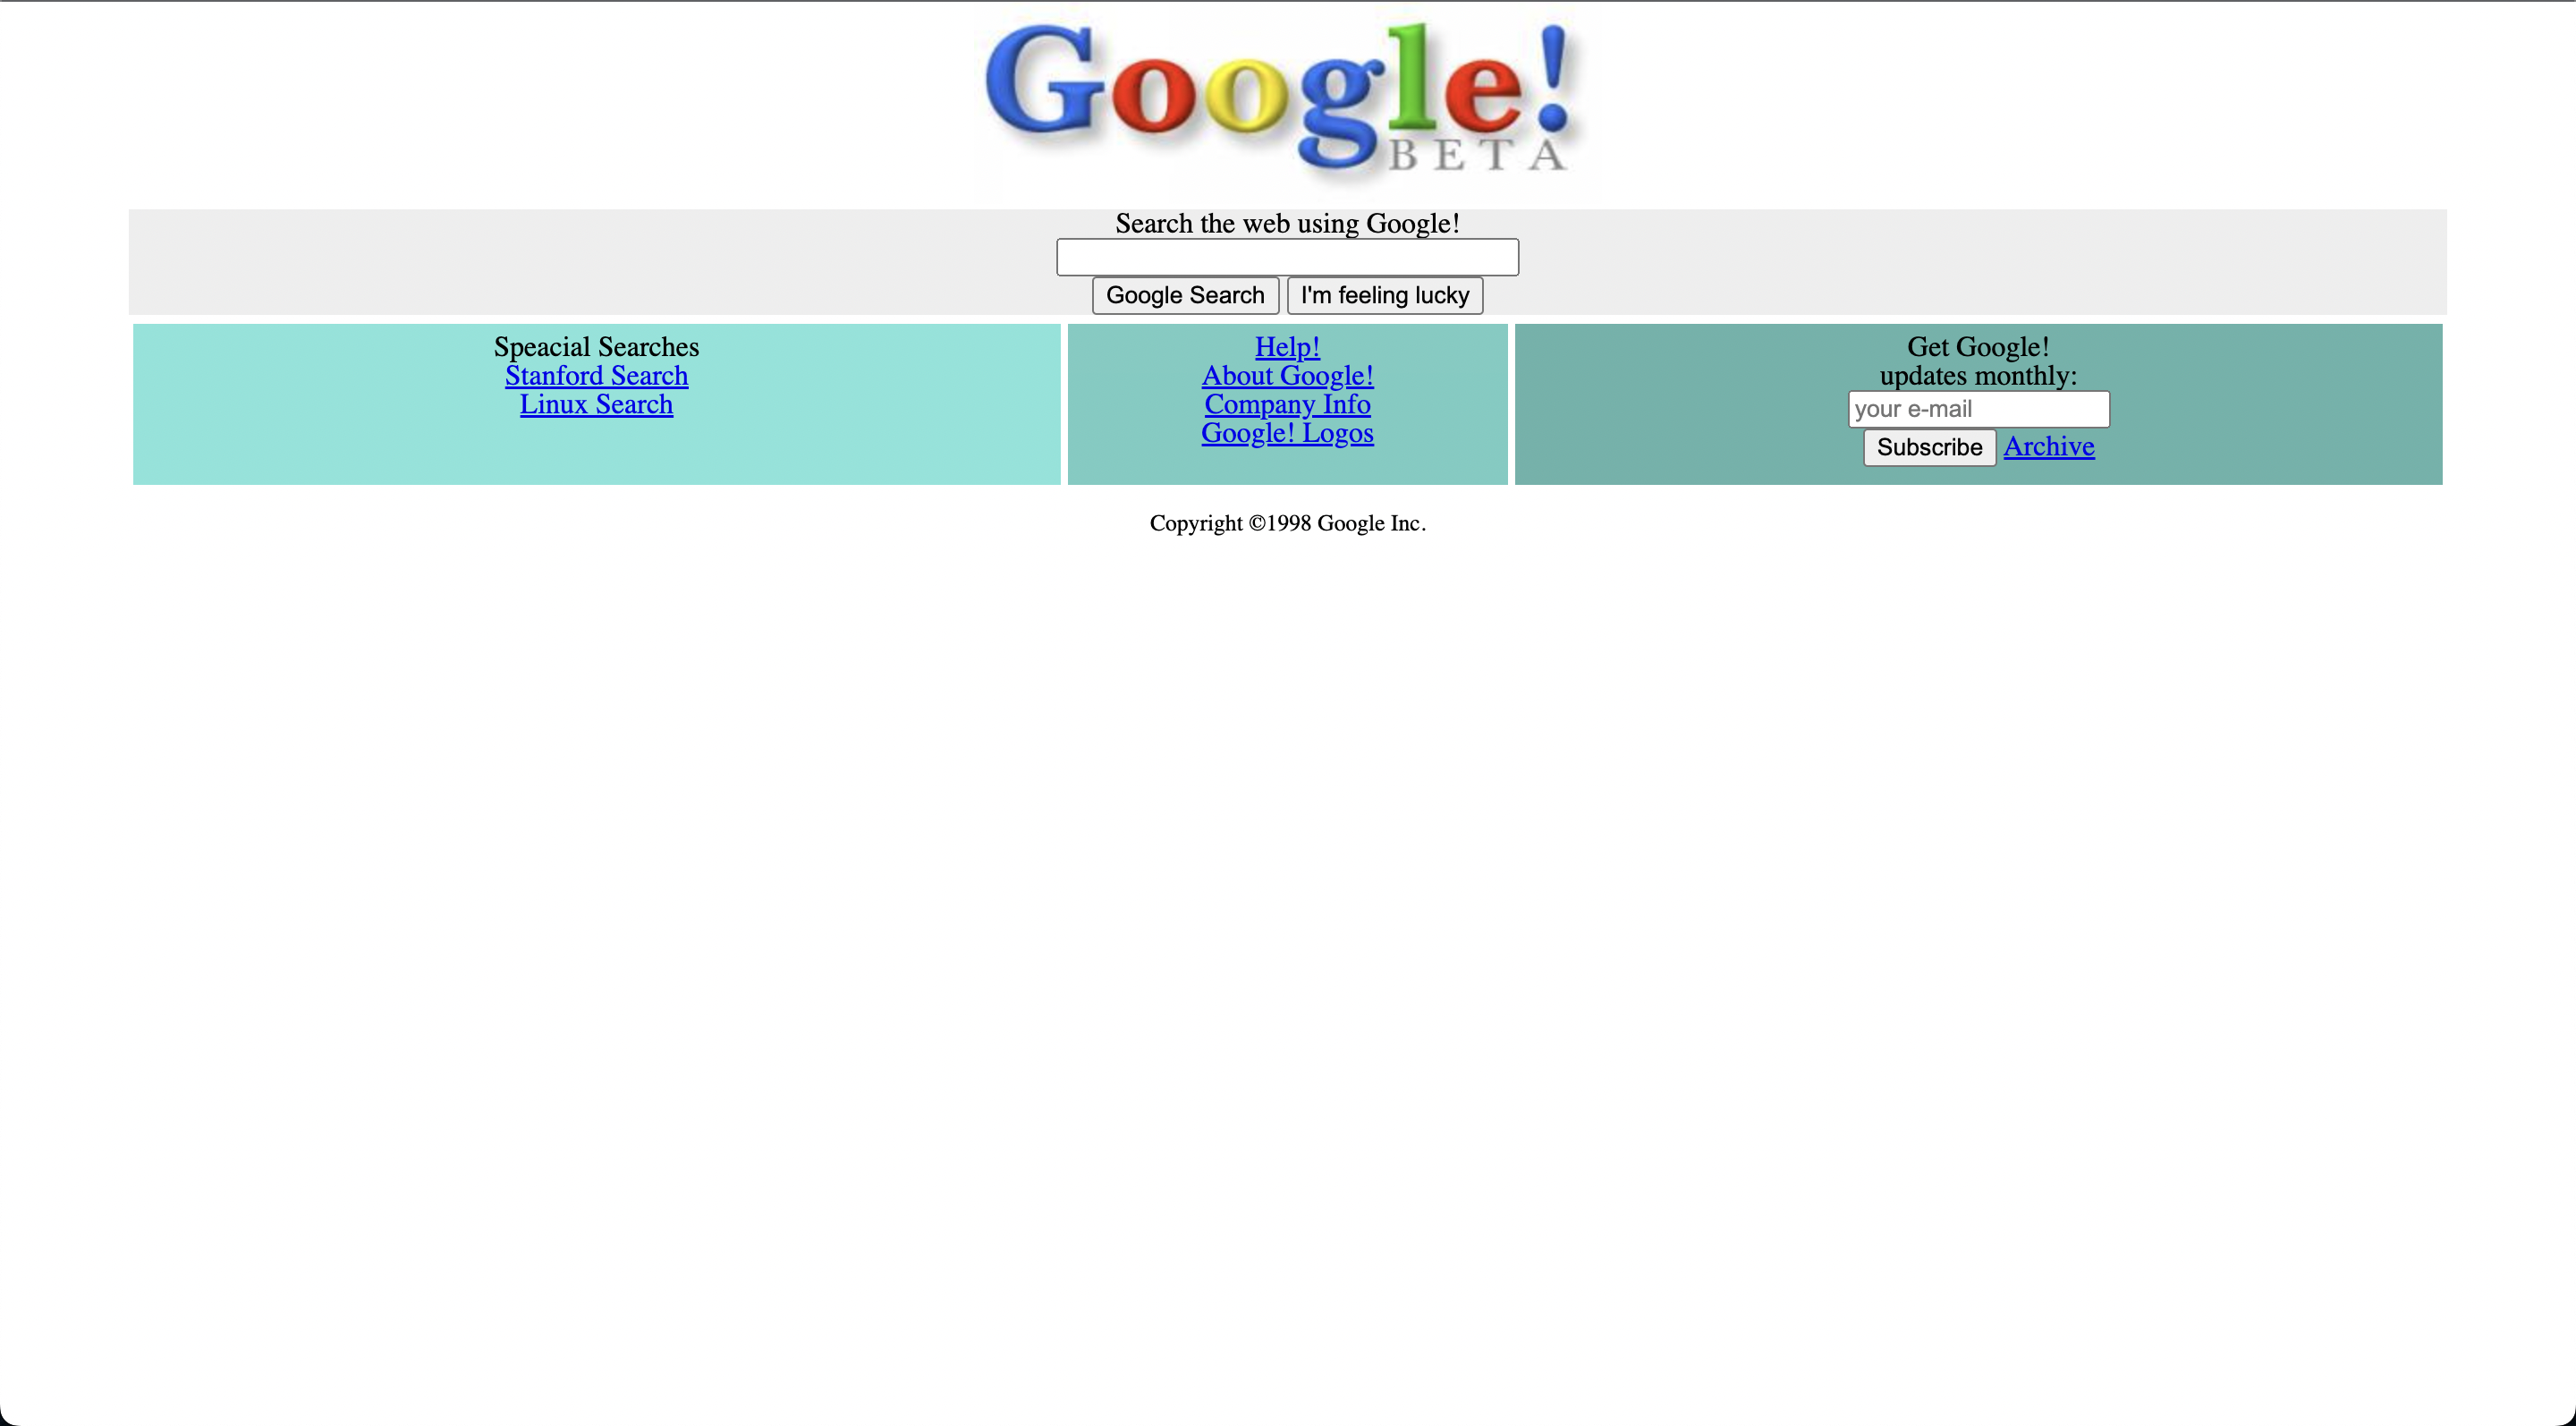 Google!
BETA
Search the web using Google!
Google Search I'm feeling lucky
Speacial Searches
Stanford Search
Linux Search
Help!
About Google!
Company Info
Google! Logos
Get Google!
updates monthly:
your e-mail
Subscribe Archive
Copyright ©1998 Google Inc.